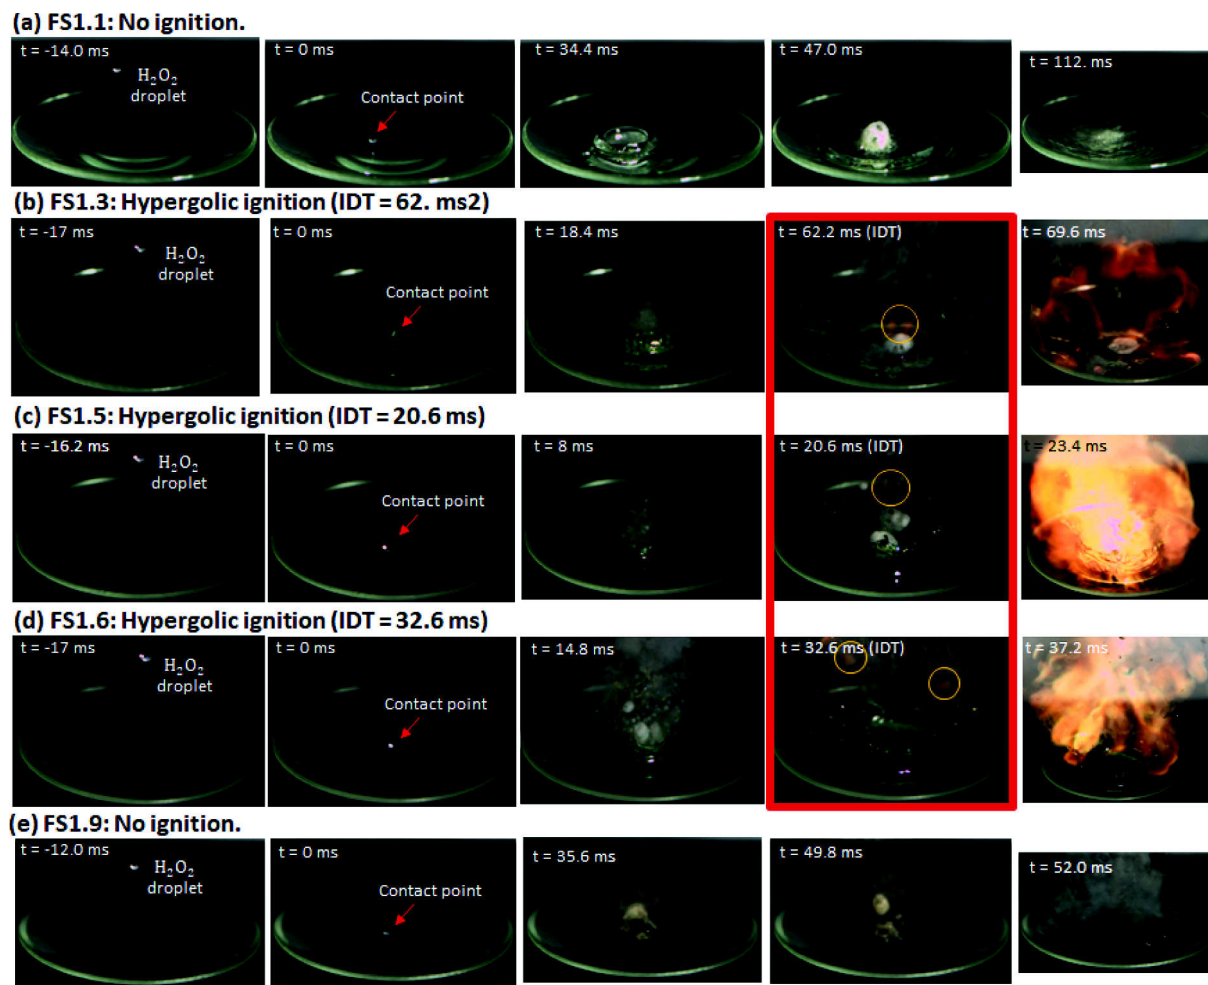 (a) FS1.1: No ignition.
t = -14.0 ms
H₂O₂
droplet
t = 0 ms
Contact point
t = 34.4 ms
t = 47.0 ms
t = 112. ms
(b) FS1.3: Hypergolic ignition (IDT = 62. ms2)
t = -17 ms
H₂O₂
droplet
t = 0 ms
Contact point
t = 18.4 ms
t = 62.2 ms (IDT)
t = 69.6 ms
(c) FS1.5: Hypergolic ignition (IDT = 20.6 ms)
t = -16.2 ms
H₂O₂
droplet
t = 0 ms
Contact point
t = 8 ms
t = 20.6 ms (IDT)
t = 23.4 ms
(d) FS1.6: Hypergolic ignition (IDT = 32.6 ms)
t = -17 ms
H₂O₂
droplet
t = 0 ms
Contact point
t = 14.8 ms
t = 32.6 ms (IDT)
t = 37.2 ms
(e) FS1.9: No ignition.
t = -12.0 ms
H₂O₂
droplet
t = 0 ms
Contact point
t = 35.6 ms
t = 49.8 ms
t = 52.0 ms